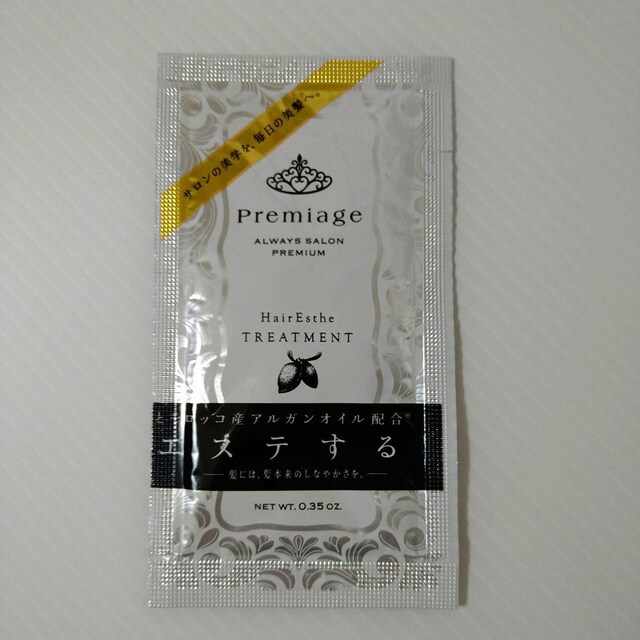 サロンの美学を、毎日の美髪へ。
Premiage
ALWAYS SALON
PREMIUM
HairEsthe
TREATMENT
モロッコ産アルガンオイル配合※
エステする
髪には、髪本来のしなやかさを。
NET WT. 0.35 OZ.